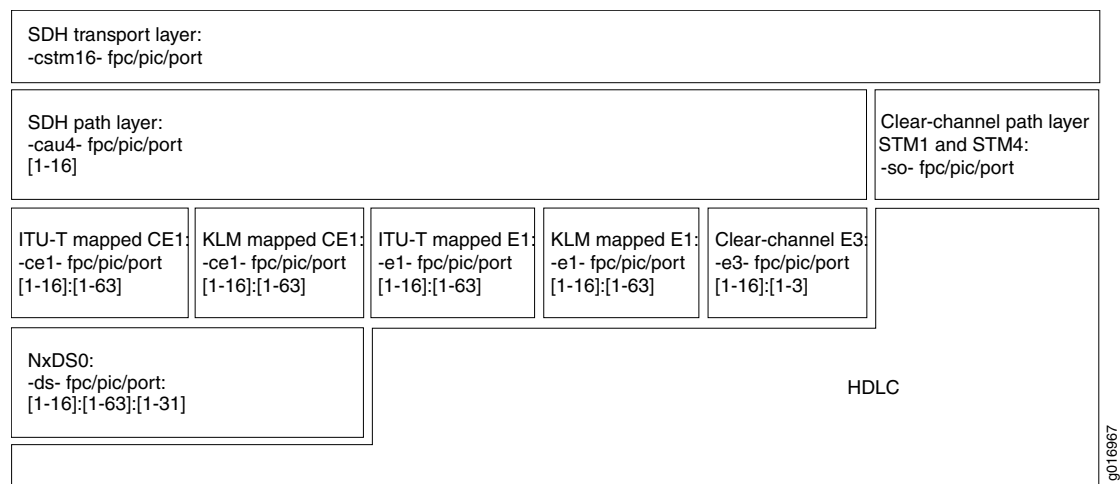 SDH transport layer:
-cstm16- fpc/pic/port
SDH path layer:
-cau4- fpc/pic/port
[1-16]
Clear-channel path layer
STM1 and STM4:
-so- fpc/pic/port
ITU-T mapped CE1:
-ce1- fpc/pic/port
[1-16]:[1-63]
KLM mapped CE1:
-ce1- fpc/pic/port
[1-16]:[1-63]
ITU-T mapped E1:
-e1- fpc/pic/port
[1-16]:[1-63]
KLM mapped E1:
-e1- fpc/pic/port
[1-16]:[1-63]
Clear-channel E3:
-e3- fpc/pic/port
[1-16]:[1-3]
NxDS0:
-ds- fpc/pic/port:
[1-16]:[1-63]:[1-31]
HDLC
g016967